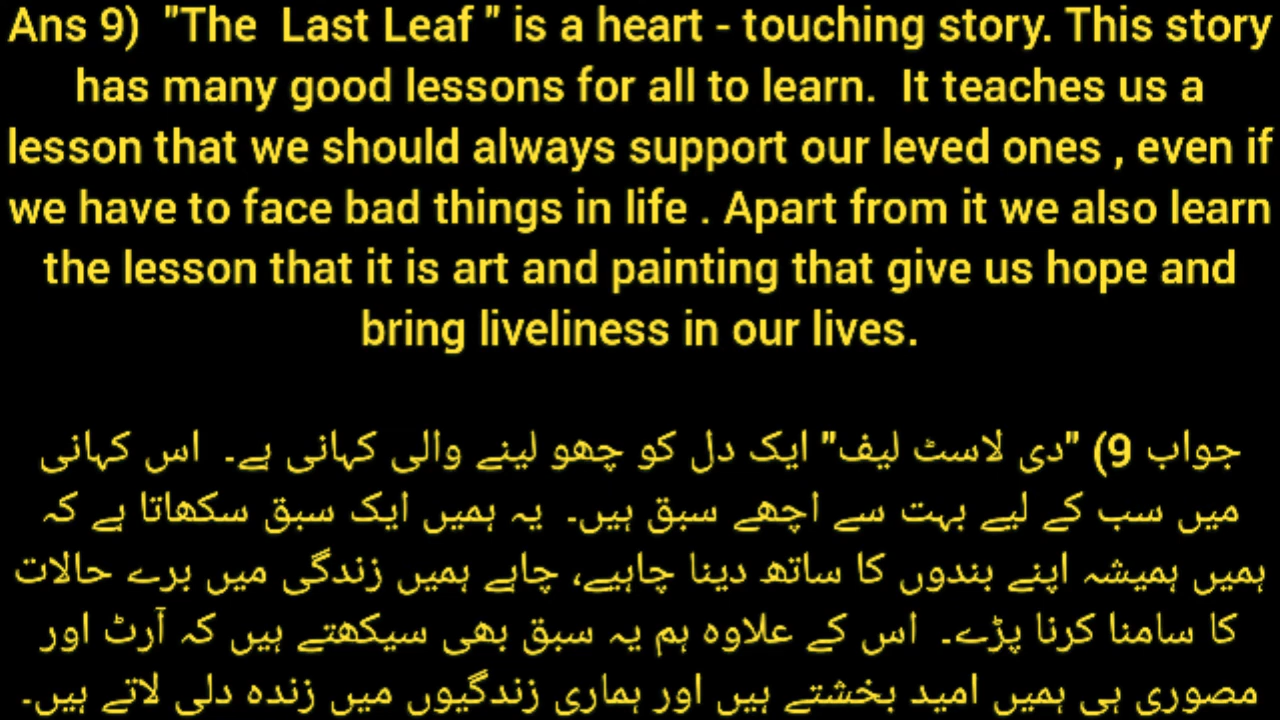 Ans 9) "The Last Leaf " is a heart - touching story. This story
has many good lessons for all to learn. It teaches us a
lesson that we should always support our leved ones , even if
we have to face bad things in life . Apart from it we also learn
the lesson that it is art and painting that give us hope and
bring liveliness in our lives.
جواب 9) "دی لاسٹ لیف" ایک دل کو چھو لینے والی کہانی ہے۔ اس کہانی
میں سب کے لیے بہت سے اچھے سبق ہیں۔ یہ ہمیں ایک سبق سکھاتا ہے کہ
ہمیں ہمیشہ اپنے بندوں کا ساتھ دینا چاہیے، چاہے ہمیں زندگی میں برے حالات
کا سامنا کرنا پڑے۔ اس کے علاوہ ہم یہ سبق بھی سیکھتے ہیں کہ آرٹ اور
مصوری ہی ہمیں امید بخشتے ہیں اور ہماری زندگیوں میں زندہ دلی لاتے ہیں۔